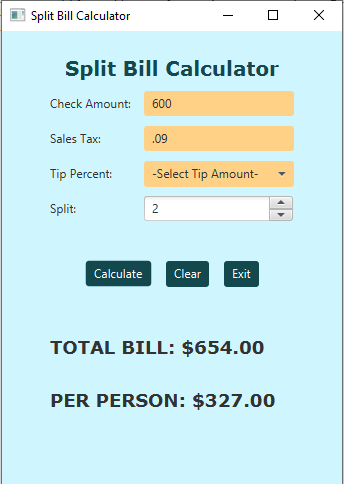 Split Bill Calculator
Split Bill Calculator
Check Amount: 600
Sales Tax: .09
Tip Percent: -Select Tip Amount-
Split: 2
Calculate Clear Exit
TOTAL BILL: $654.00
PER PERSON: $327.00